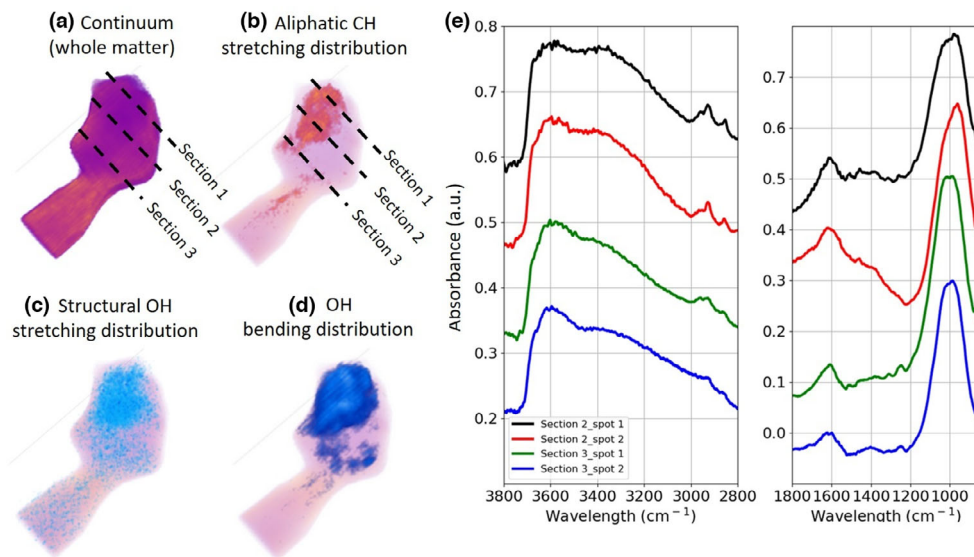 (a) Continuum
(whole matter)
Section 1
Section 2
Section 3
(b) Aliphatic CH
stretching distribution
Section 1
Section 2
Section 3
(c) Structural OH
stretching distribution
(d) OH
bending distribution
(e)
Absorbance (a.u.)
0.8
0.7
0.6
0.5
0.4
0.3
0.2
Section 2_spot 1
Section 2_spot 2
Section 3_spot 1
Section 3_spot 2
3800 3600 3400 3200 3000 2800
Wavelength (cm⁻¹)
0.7
0.6
0.5
0.4
0.3
0.2
0.1
0.0
1800 1600 1400 1200 1000
Wavelength (cm⁻¹)